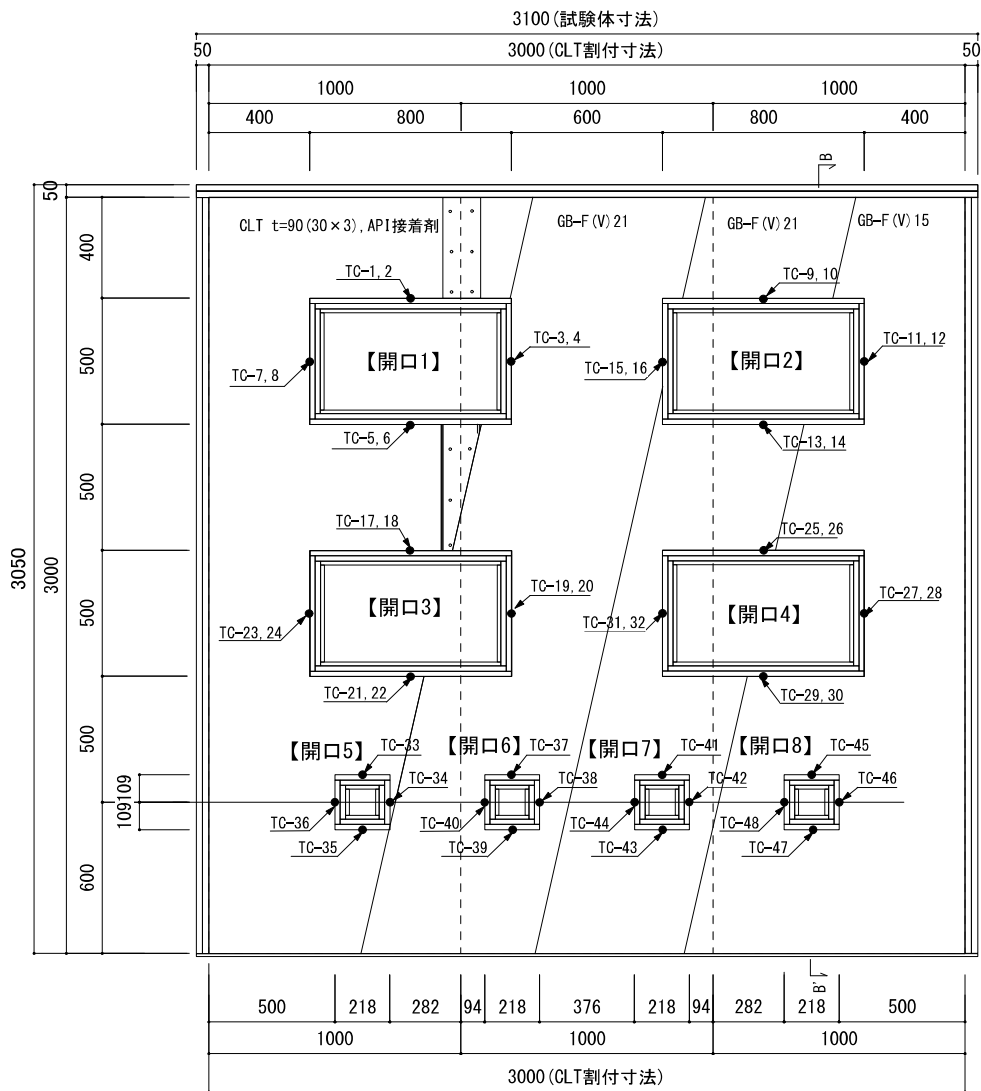 3100(試験体寸法)
50
3000(CLT割付寸法)
50
1000
1000
1000
400
800
600
800
400
B
50
400
500
500
500
500
600
3050
3000
109
109
CLT t=90(30×3),API接着剤
GB-F(V)21
GB-F(V)21
GB-F(V)15
TC-1,2
TC-9,10
【開口1】
TC-3,4
TC-7,8
TC-5,6
【開口2】
TC-11,12
TC-15,16
TC-13,14
TC-17,18
TC-25,26
【開口3】
TC-19,20
TC-23,24
TC-21,22
【開口4】
TC-27,28
TC-31,32
TC-29,30
【開口5】
TC-33
TC-34
TC-36
TC-35
【開口6】
TC-37
TC-38
TC-40
TC-39
【開口7】
TC-41
TC-42
TC-44
TC-43
【開口8】
TC-45
TC-46
TC-48
TC-47
B'
500
218
282
94
218
376
218
94
282
218
500
1000
1000
1000
3000(CLT割付寸法)